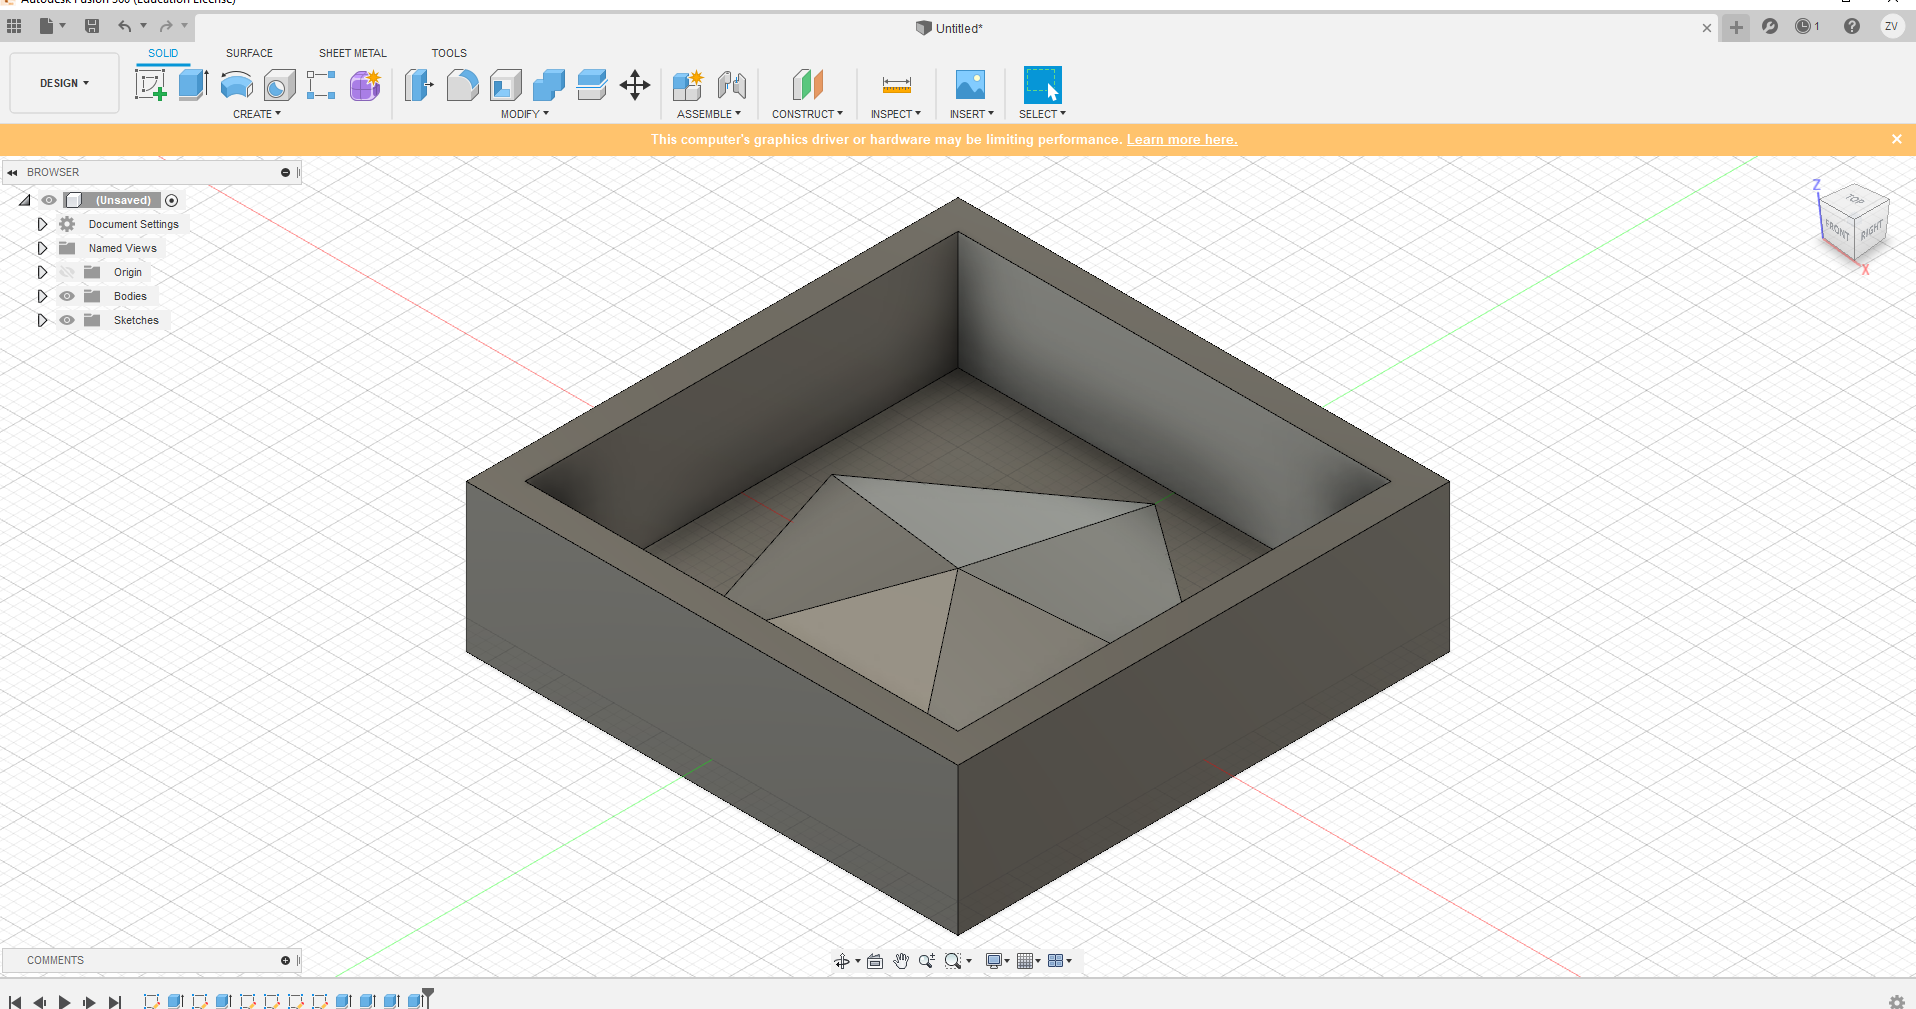 Autodesk Fusion 360 (Education License)
Untitled*
1
ZV
SOLID
SURFACE
SHEET METAL
TOOLS
DESIGN
CREATE
MODIFY
ASSEMBLE
CONSTRUCT
INSPECT
INSERT
SELECT
This computer's graphics driver or hardware may be limiting performance. Learn more here.
BROWSER
(Unsaved)
Document Settings
Named Views
Origin
Bodies
Sketches
Z
TOP
FRONT
RIGHT
X
COMMENTS